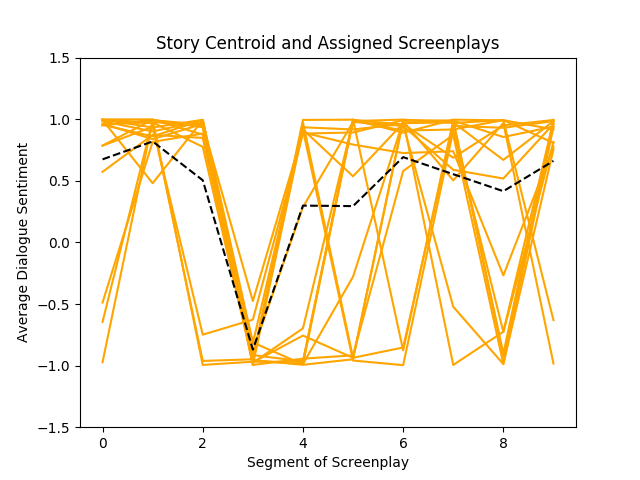 Story Centroid and Assigned Screenplays
Average Dialogue Sentiment
1.5
1.0
0.5
0.0
−0.5
−1.0
−1.5
0 2 4 6 8
Segment of Screenplay